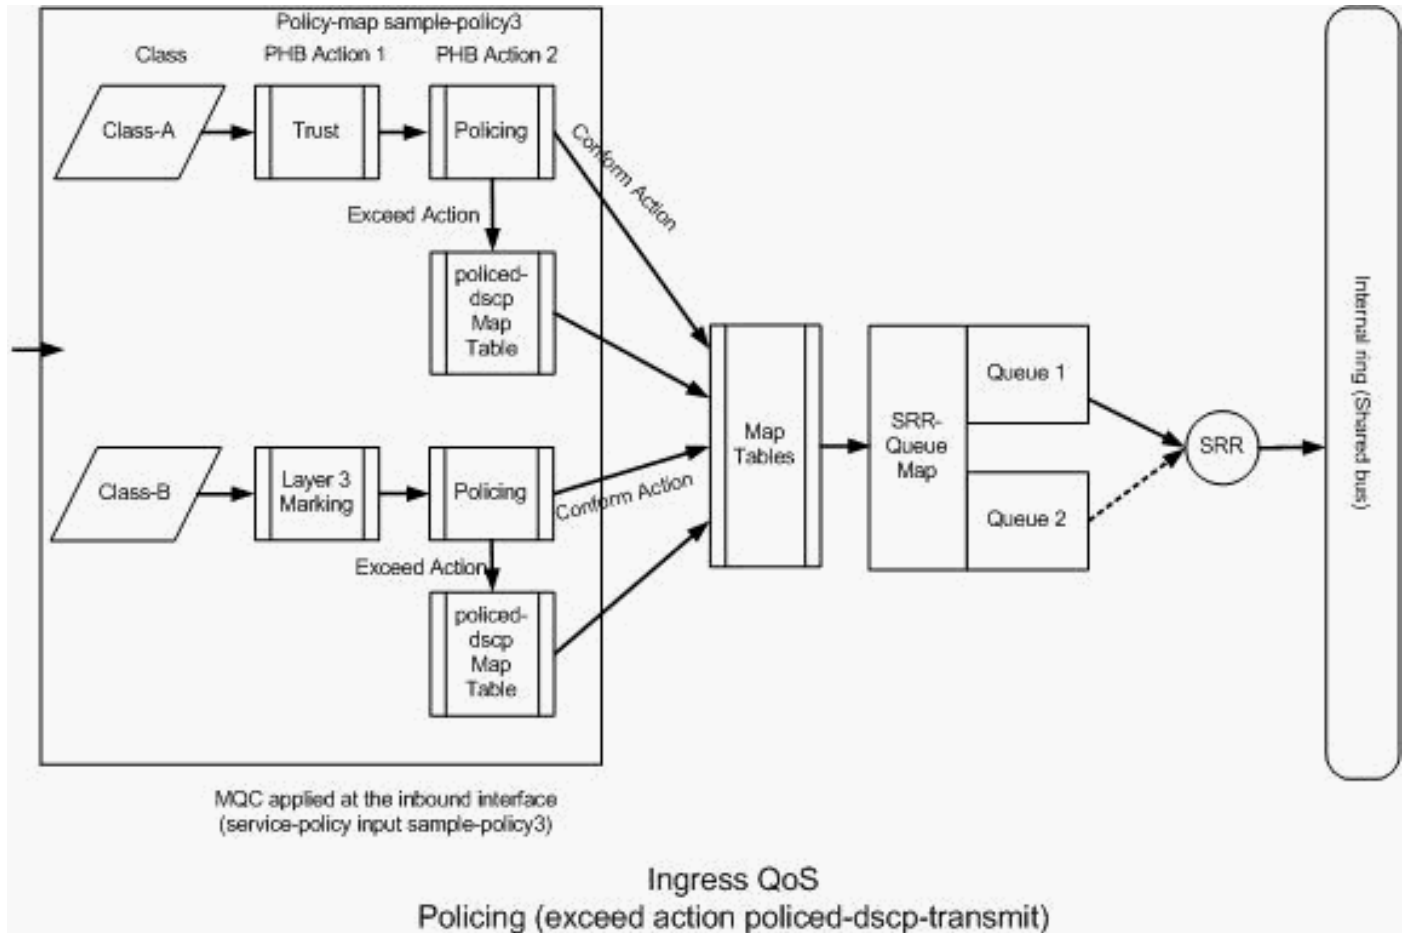 Policy-map sample-policy3
Class
PHB Action 1
PHB Action 2
Class-A
Trust
Policing
Conform Action
Exceed Action
policed-
dscp
Map
Table
Class-B
Layer 3
Marking
Policing
Conform Action
Exceed Action
policed-
dscp
Map
Table
Map
Tables
SRR-
Queue
Map
Queue 1
Queue 2
SRR
Internal ring (Shared bus)
MQC applied at the inbound interface
(service-policy input sample-policy3)
Ingress QoS
Policing (exceed action policed-dscp-transmit)